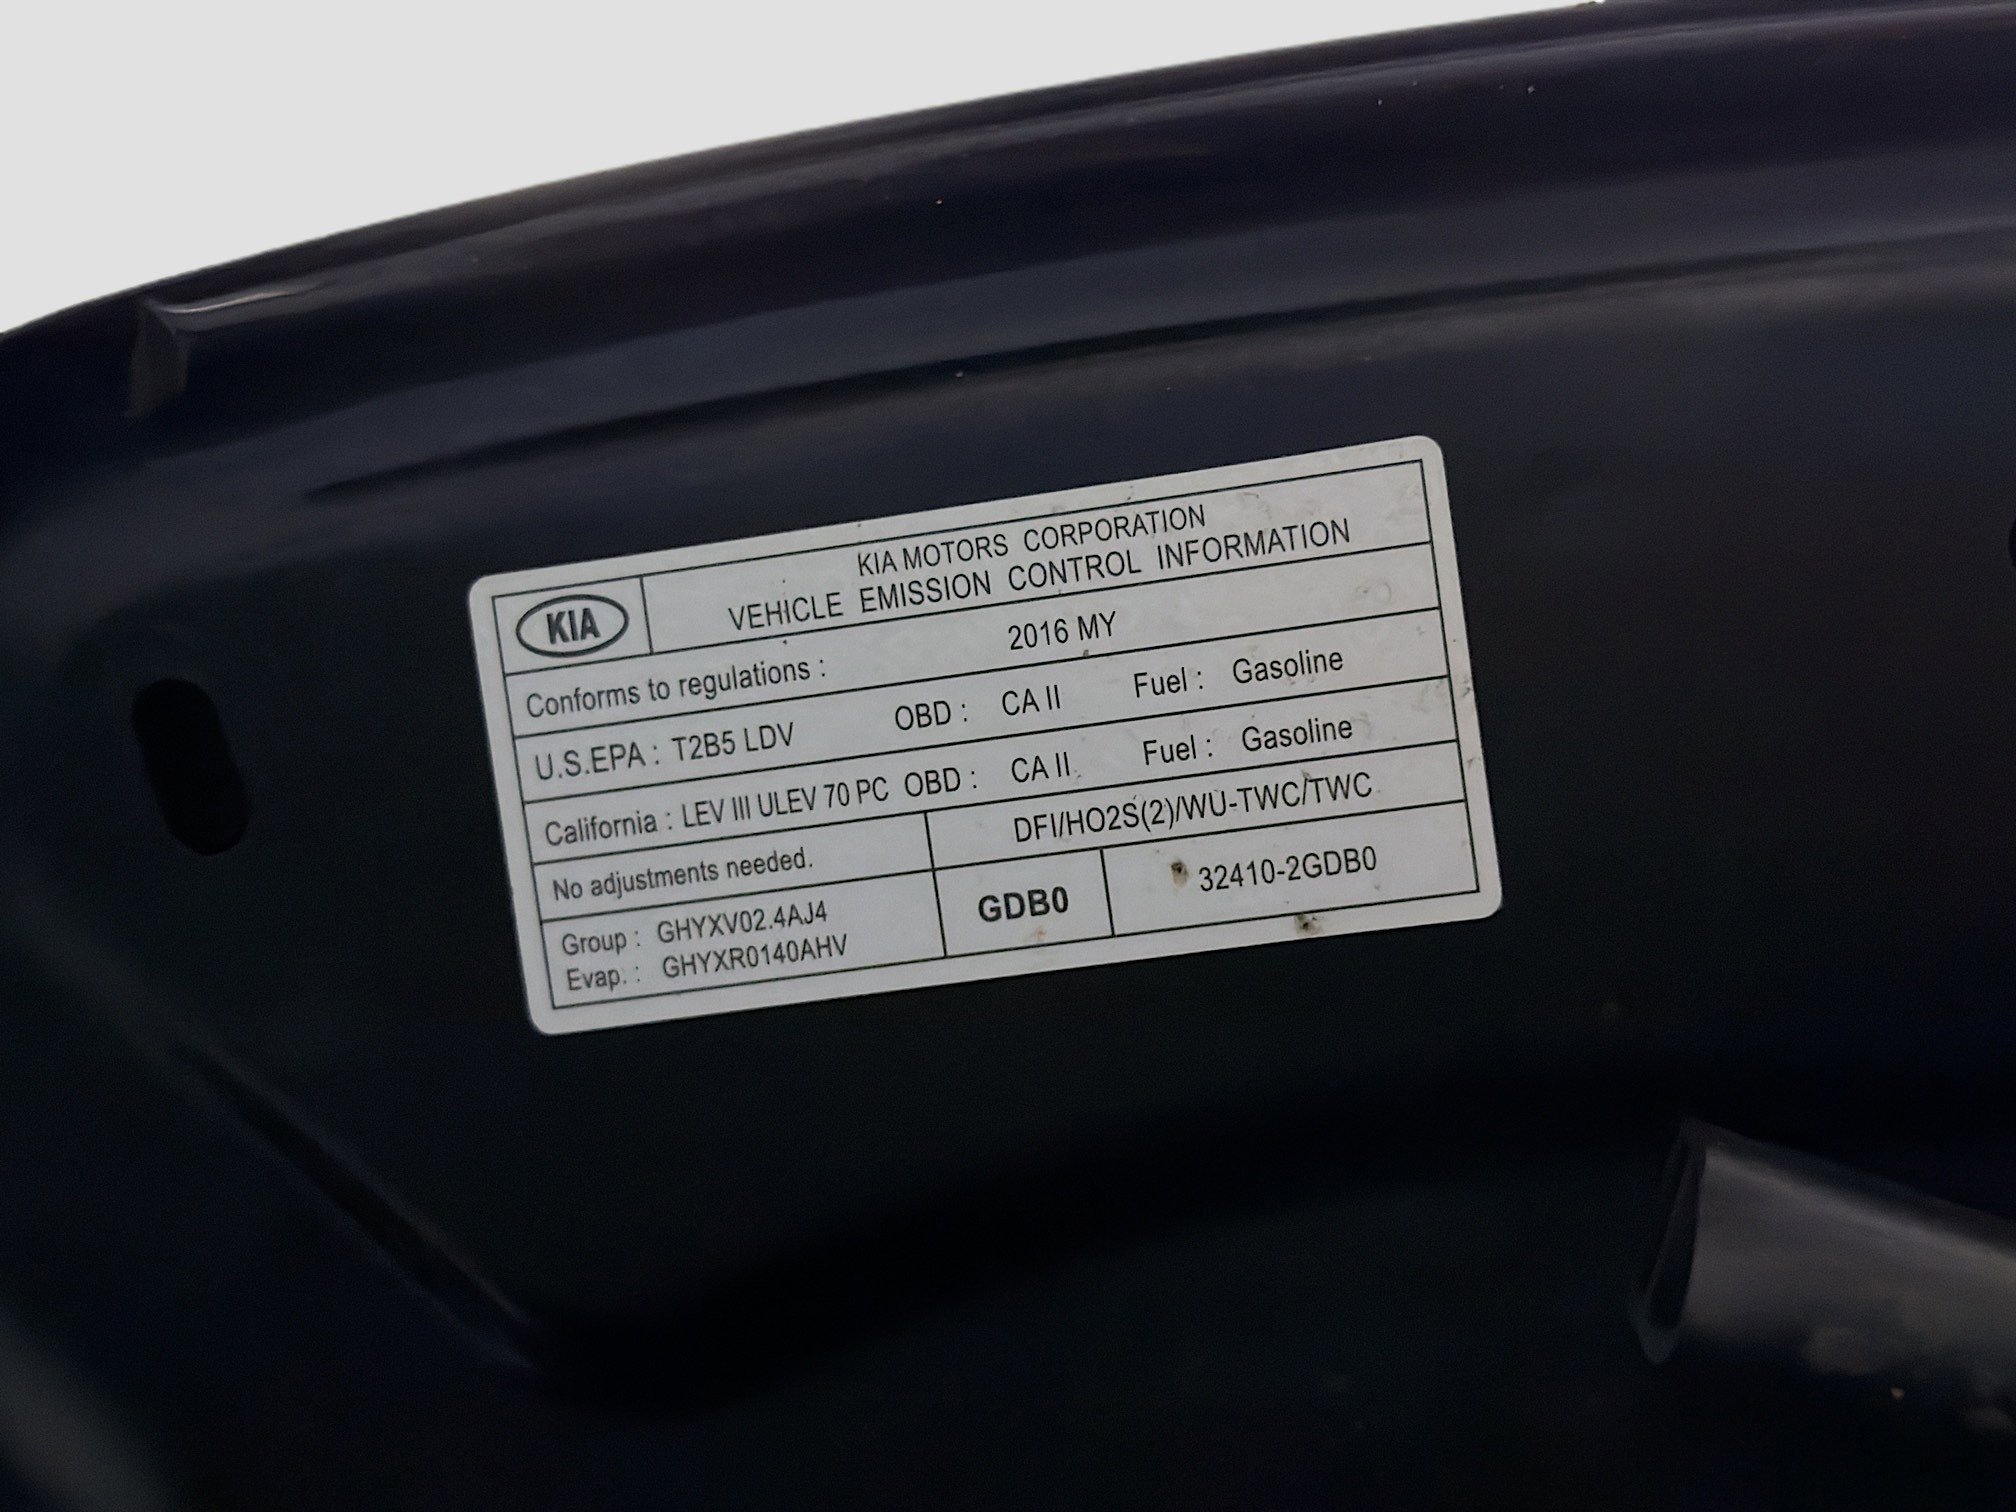 KIA
KIA MOTORS CORPORATION
VEHICLE EMISSION CONTROL INFORMATION
Conforms to regulations : 2016 MY
U.S.EPA : T2B5 LDV OBD : CA II Fuel : Gasoline
California : LEV III ULEV 70 PC OBD : CA II Fuel : Gasoline
No adjustments needed. DFI/HO2S(2)/WU-TWC/TWC
Group : GHYXV02.4AJ4
Evap. : GHYXR0140AHV
GDB0
32410-2GDB0